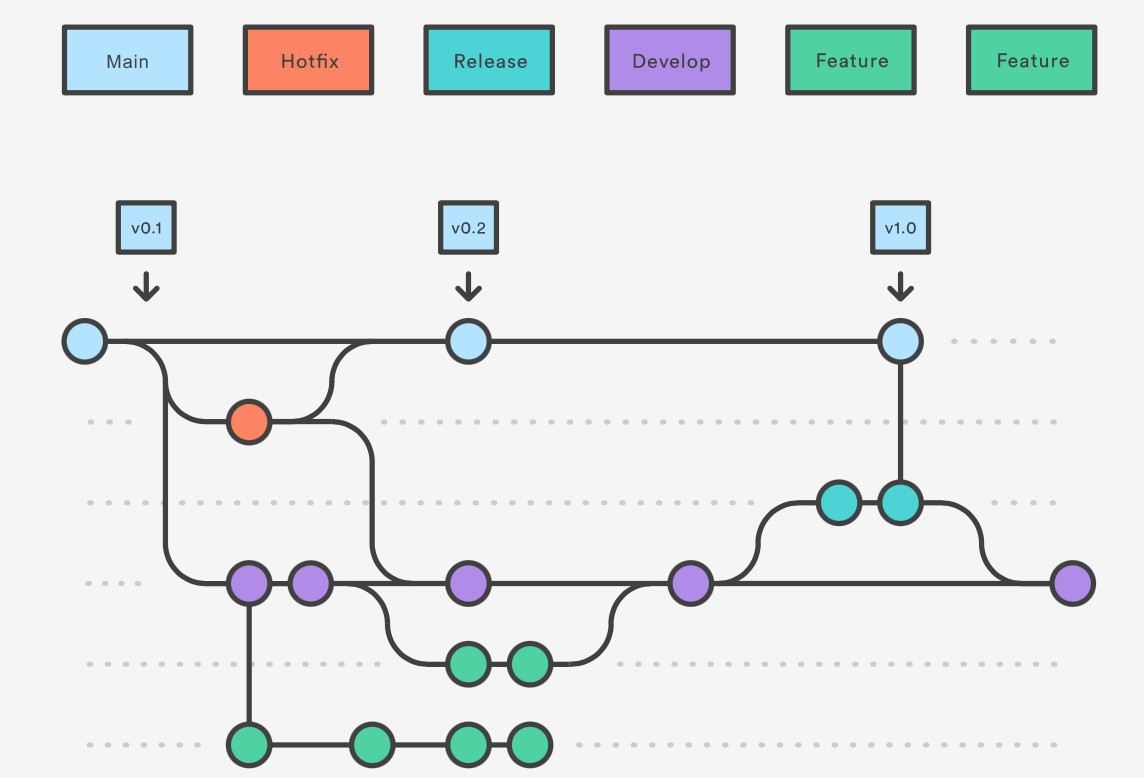 Main
Hotfix
Release
Develop
Feature
Feature
v0.1
v0.2
v1.0